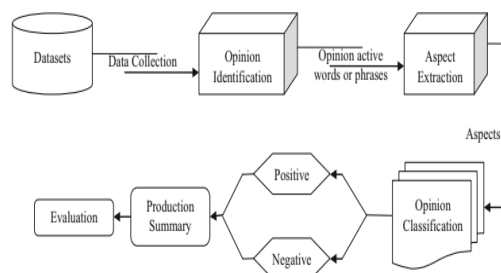 Datasets
Data Collection
Opinion
Identification
Opinion active
words or phrases
Aspect
Extraction
Aspects
Opinion
Classification
Positive
Negative
Production
Summary
Evaluation